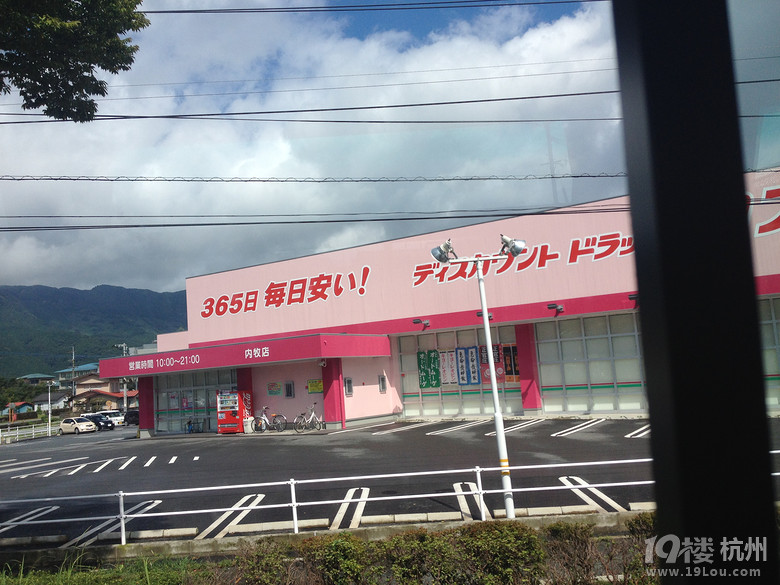 365日 毎日安い!
ディスカウント ドラッ
営業時間 10:00~21:00
内牧店
19楼 杭州
www.19lou.com